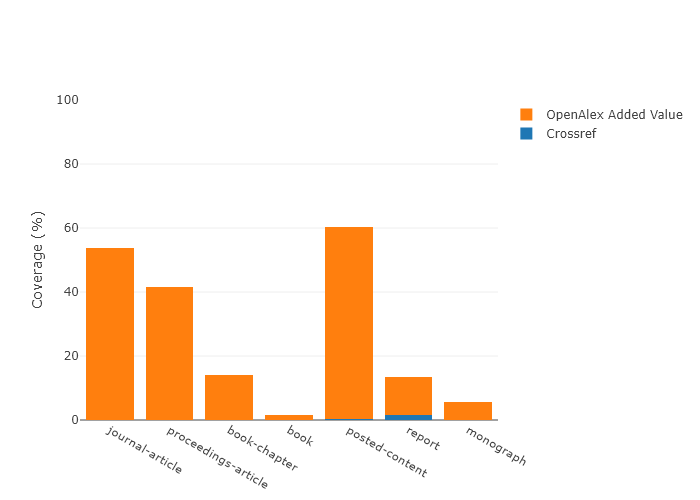 100
80
60
40
20
0
Coverage (%)
journal-article
proceedings-article
book-chapter
book
posted-content
report
monograph
OpenAlex Added Value
Crossref